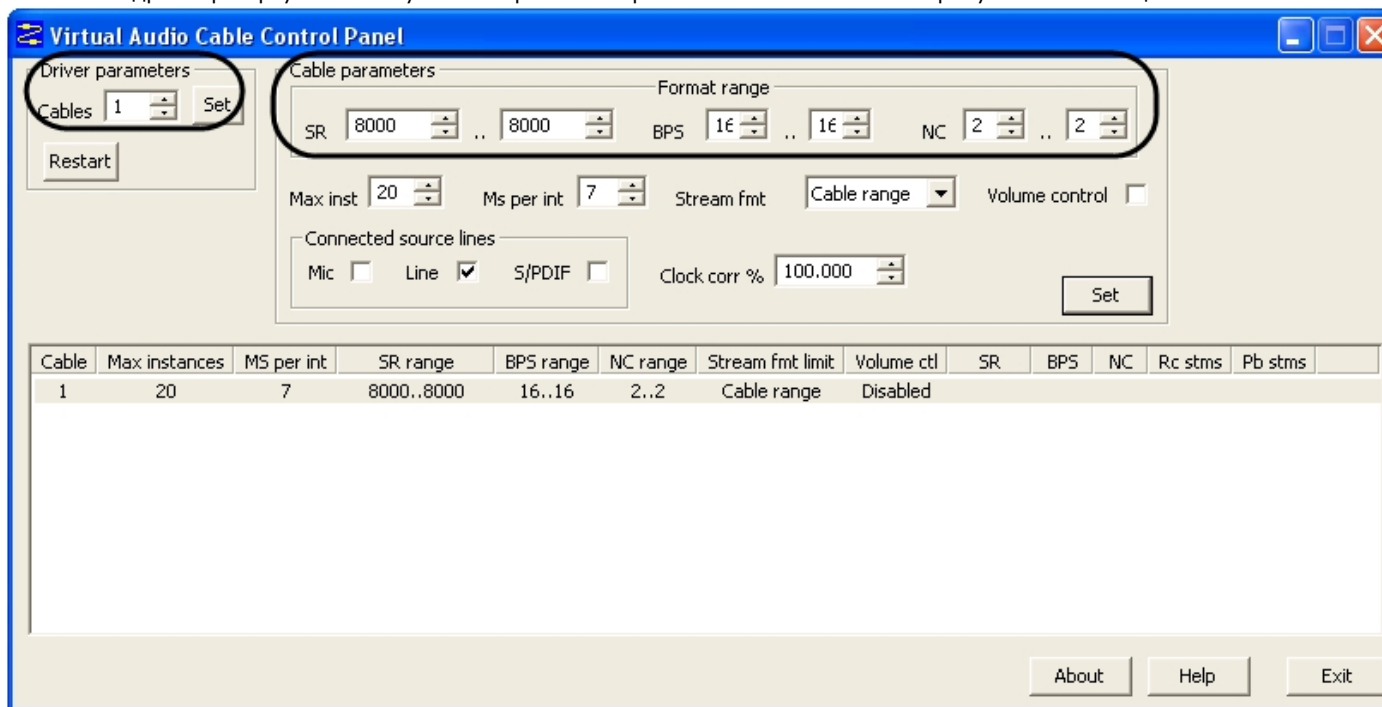 Virtual Audio Cable Control Panel
Driver parameters
Cables 1 Set
Restart
Cable parameters
Format range
SR 8000 .. 8000 BPS 16 .. 16 NC 2 .. 2
Max inst 20 Ms per int 7 Stream fmt Cable range Volume control
Connected source lines
Mic Line S/PDIF
Clock corr % 100.000
Set
Cable Max instances MS per int SR range BPS range NC range Stream fmt limit Volume ctl SR BPS NC Rc stms Pb stms
1 20 7 8000..8000 16..16 2..2 Cable range Disabled
About Help Exit